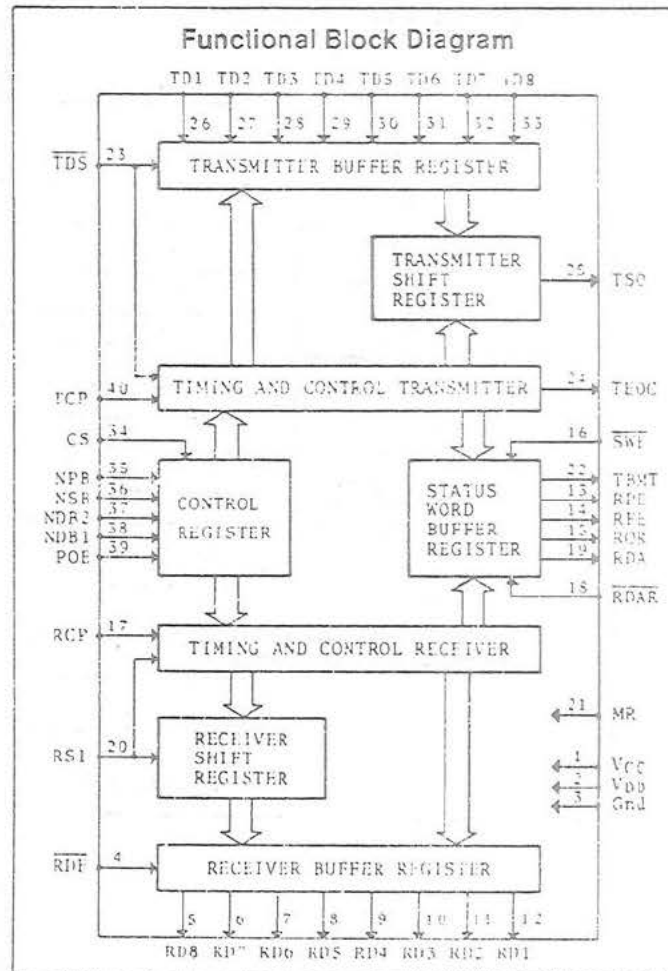 Functional Block Diagram
TD1 TD2 TD3 TD4 TD5 TD6 TD7 TD8
26 27 28 29 30 31 32 33
TDS 23
TRANSMITTER BUFFER REGISTER
TRANSMITTER
SHIFT
REGISTER
25 TSO
TIMING AND CONTROL TRANSMITTER
24 TEOC
TCP 40
CS 34
16 SWE
NPB 35
NSB 36
NDB2 37
NDB1 38
POE 39
CONTROL
REGISTER
STATUS
WORD
BUFFER
REGISTER
22 TBMT
13 RPE
14 RFE
15 ROR
19 RDA
18 RDAR
RCP 17
TIMING AND CONTROL RECEIVER
21 MR
RSI 20
RECEIVER
SHIFT
REGISTER
1 VCC
2 VDD
3 Gnd
RDE 4
RECEIVER BUFFER REGISTER
5 6 7 8 9 10 11 12
RD8 RD7 RD6 RD5 RD4 RD3 RD2 RD1